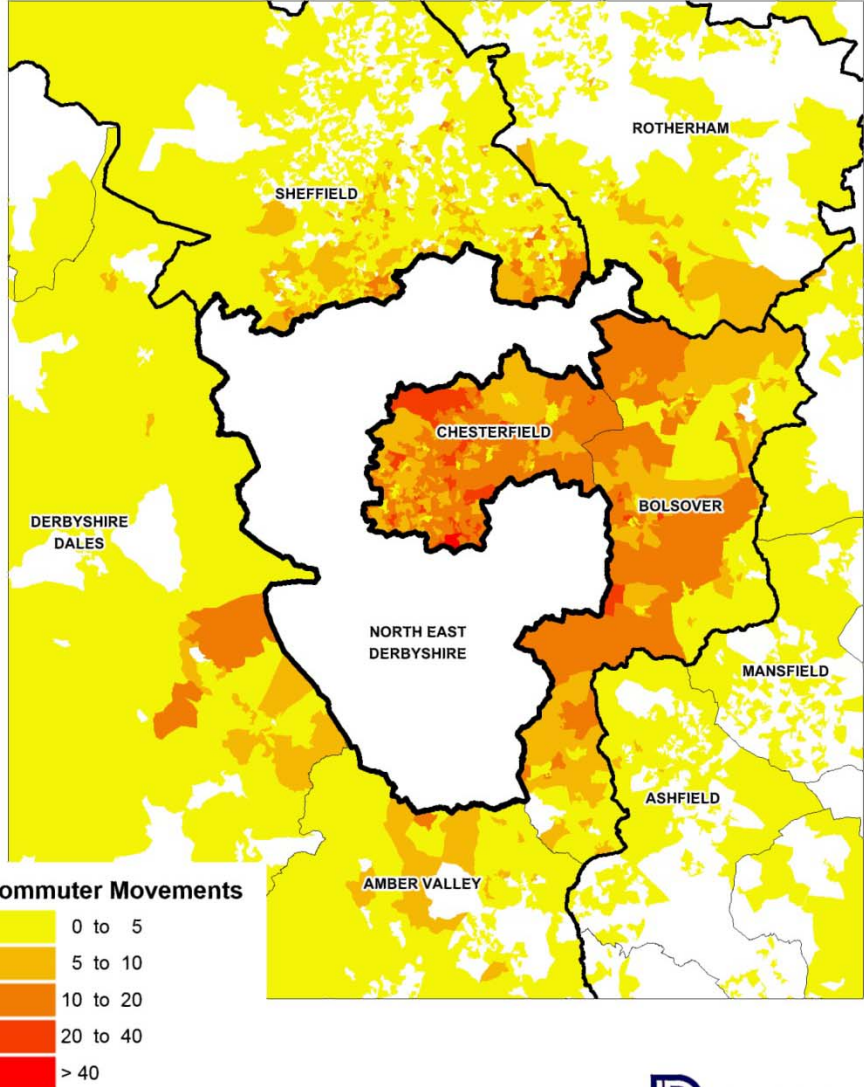 ROTHERHAM
SHEFFIELD
CHESTERFIELD
BOLSOVER
DERBYSHIRE
DALES
NORTH EAST
DERBYSHIRE
MANSFIELD
ASHFIELD
AMBER VALLEY
ommuter Movements
0 to 5
5 to 10
10 to 20
20 to 40
> 40